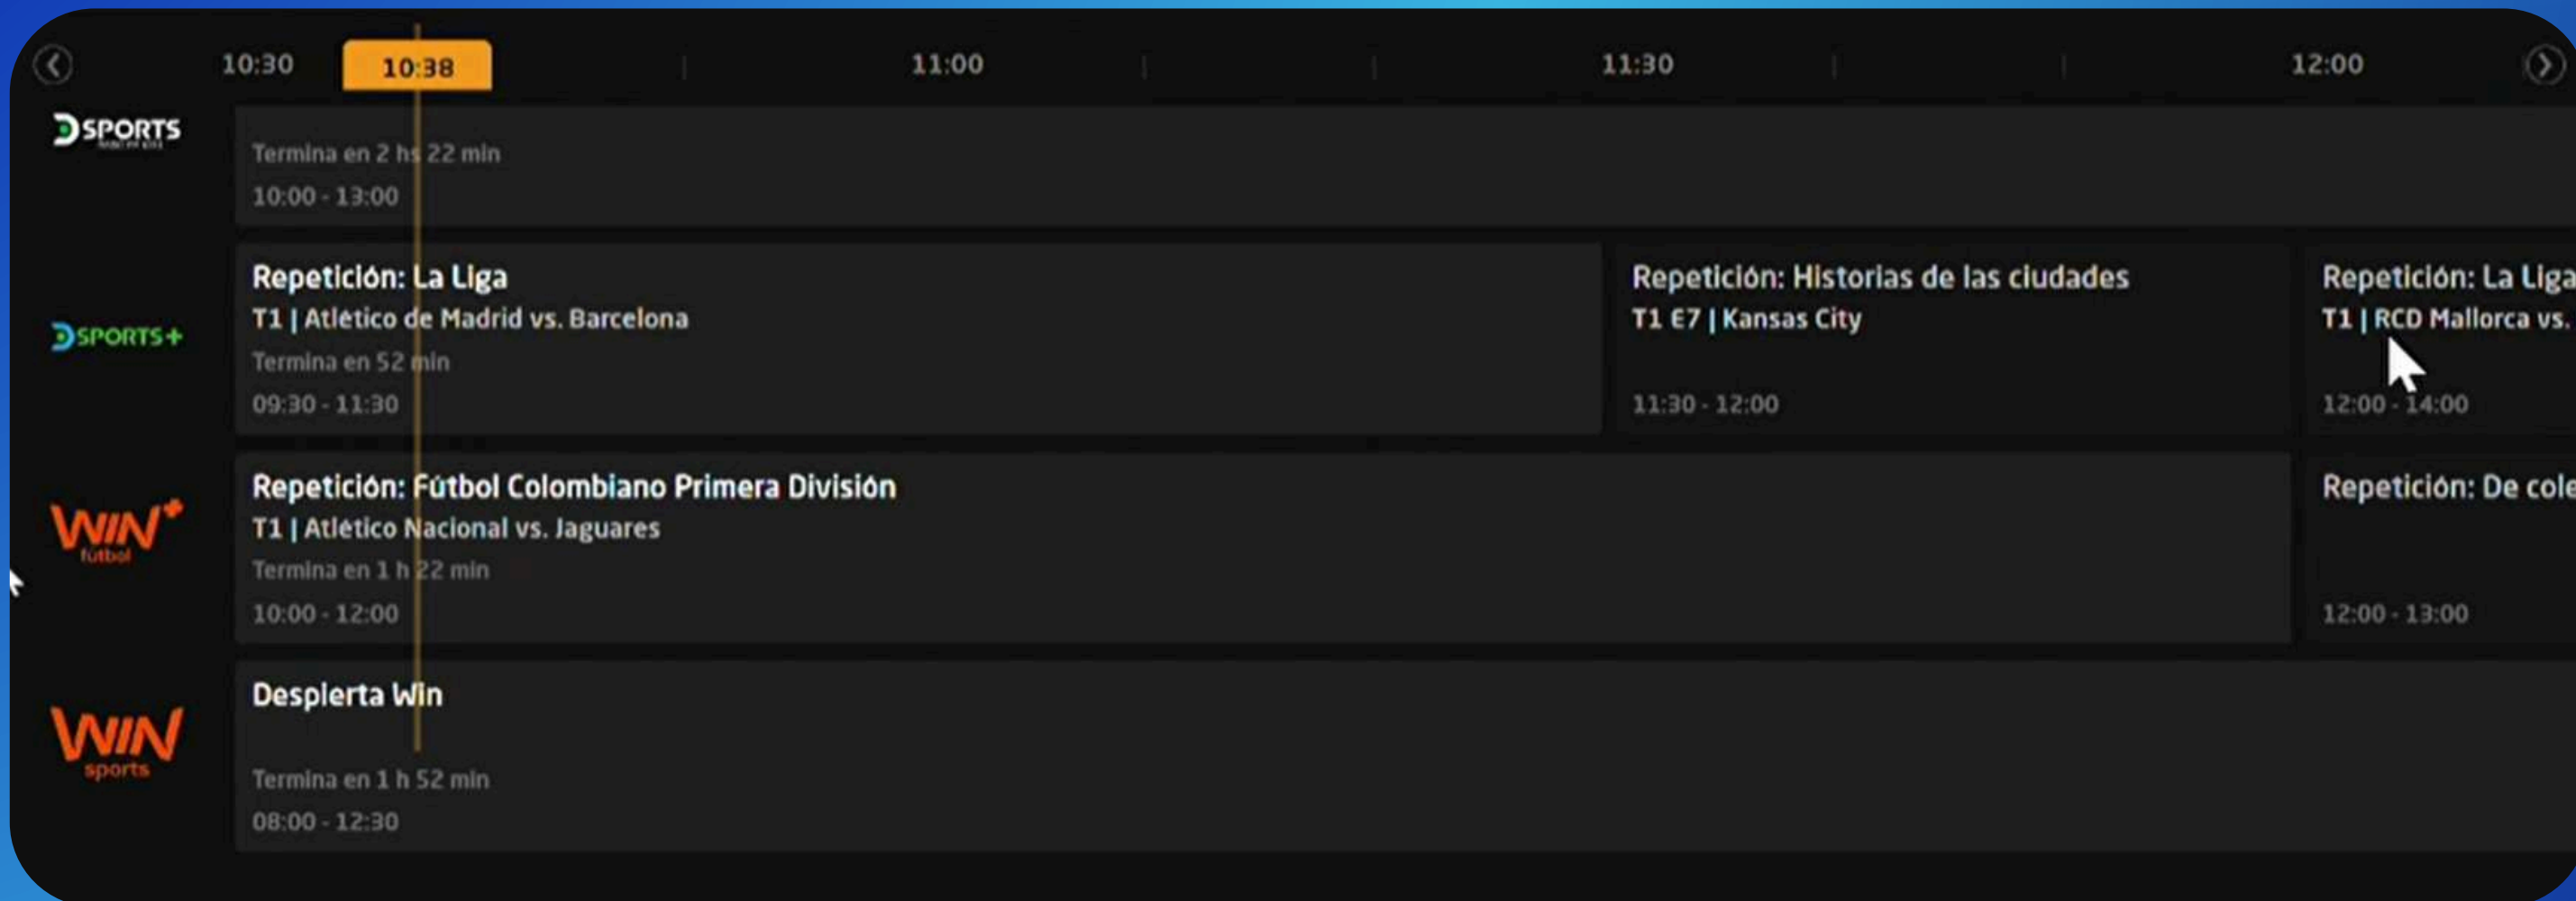 10:30 10:38 11:00 11:30 12:00
DSPORTS
Termina en 2 hs 22 min
10:00 - 13:00
DSPORTS+
Repetición: La Liga
T1 | Atlético de Madrid vs. Barcelona
Termina en 52 min
09:30 - 11:30
Repetición: Historias de las ciudades
T1 E7 | Kansas City
11:30 - 12:00
Repetición: La Liga
T1 | RCD Mallorca vs.
12:00 - 14:00
WIN+
fútbol
Repetición: Fútbol Colombiano Primera División
T1 | Atlético Nacional vs. Jaguares
Termina en 1 h 22 min
10:00 - 12:00
Repetición: De cole
12:00 - 13:00
WIN
sports
Despierta Win
Termina en 1 h 52 min
08:00 - 12:30